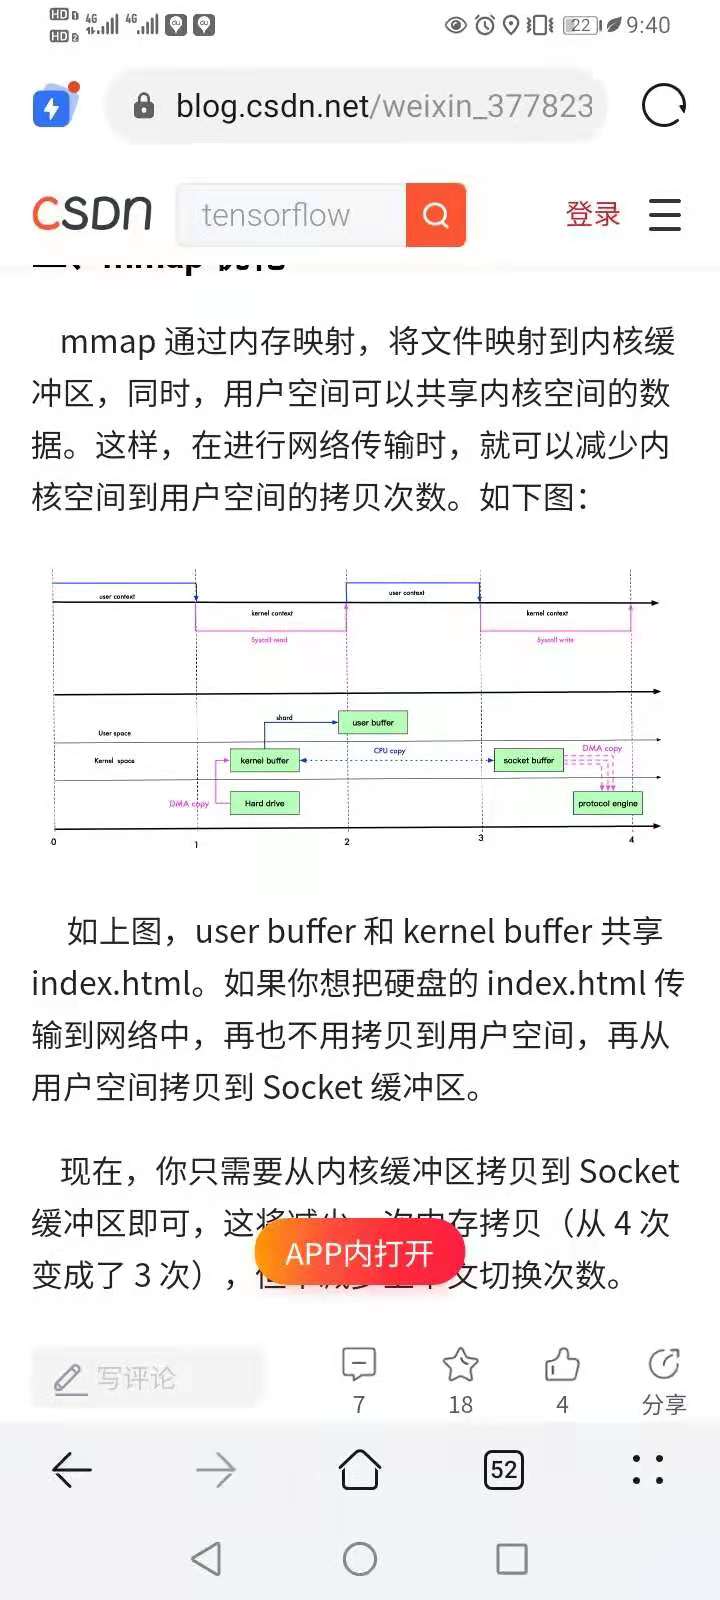 HD 1 4G 4G 22 9:40
HD 2
blog.csdn.net/weixin_377823
CSDN tensorflow 登录
mmap 通过内存映射，将文件映射到内核缓
冲区，同时，用户空间可以共享内核空间的数
据。这样，在进行网络传输时，就可以减少内
核空间到用户空间的拷贝次数。如下图：
user context user context
kernel context kernel context
Syscall read Syscall write
shard
User space user buffer
Kernel space kernel buffer CPU copy socket buffer DMA copy
DMA copy Hard drive protocol engine
0 1 2 3 4
如上图，user buffer 和 kernel buffer 共享
index.html。如果你想把硬盘的 index.html 传
输到网络中，再也不用拷贝到用户空间，再从
用户空间拷贝到 Socket 缓冲区。
现在，你只需要从内核缓冲区拷贝到 Socket
缓冲区即可，这将 内存拷贝（从 4 次
APP内打开
变成了 3 次），文切换次数。
写评论 7 18 4 分享
52